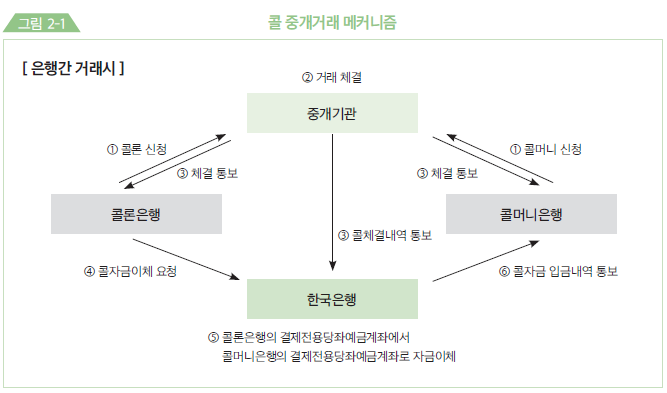 그림 2-1
콜 중개거래 메커니즘
[ 은행간 거래시 ]
② 거래 체결
중개기관
① 콜론 신청
① 콜머니 신청
③ 체결 통보
③ 체결 통보
콜론은행
콜머니은행
③ 콜체결내역 통보
④ 콜자금이체 요청
⑥ 콜자금 입금내역 통보
한국은행
⑤ 콜론은행의 결제전용당좌예금계좌에서
콜머니은행의 결제전용당좌예금계좌로 자금이체